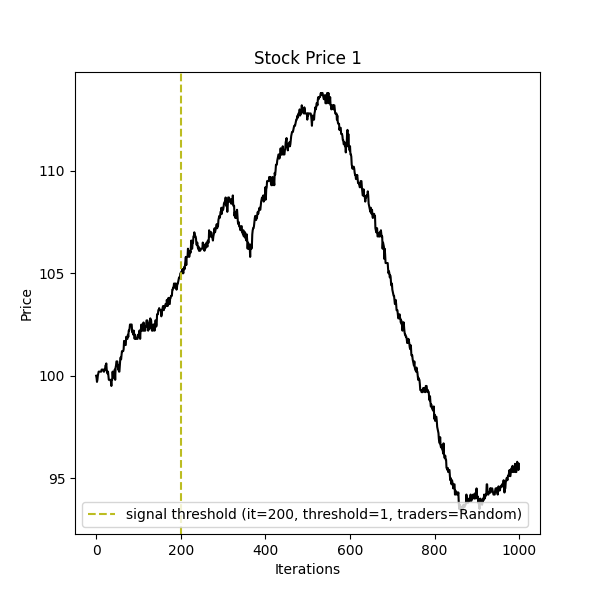 Stock Price 1
Price
110
105
100
95
signal threshold (it=200, threshold=1, traders=Random)
0 200 400 600 800 1000
Iterations